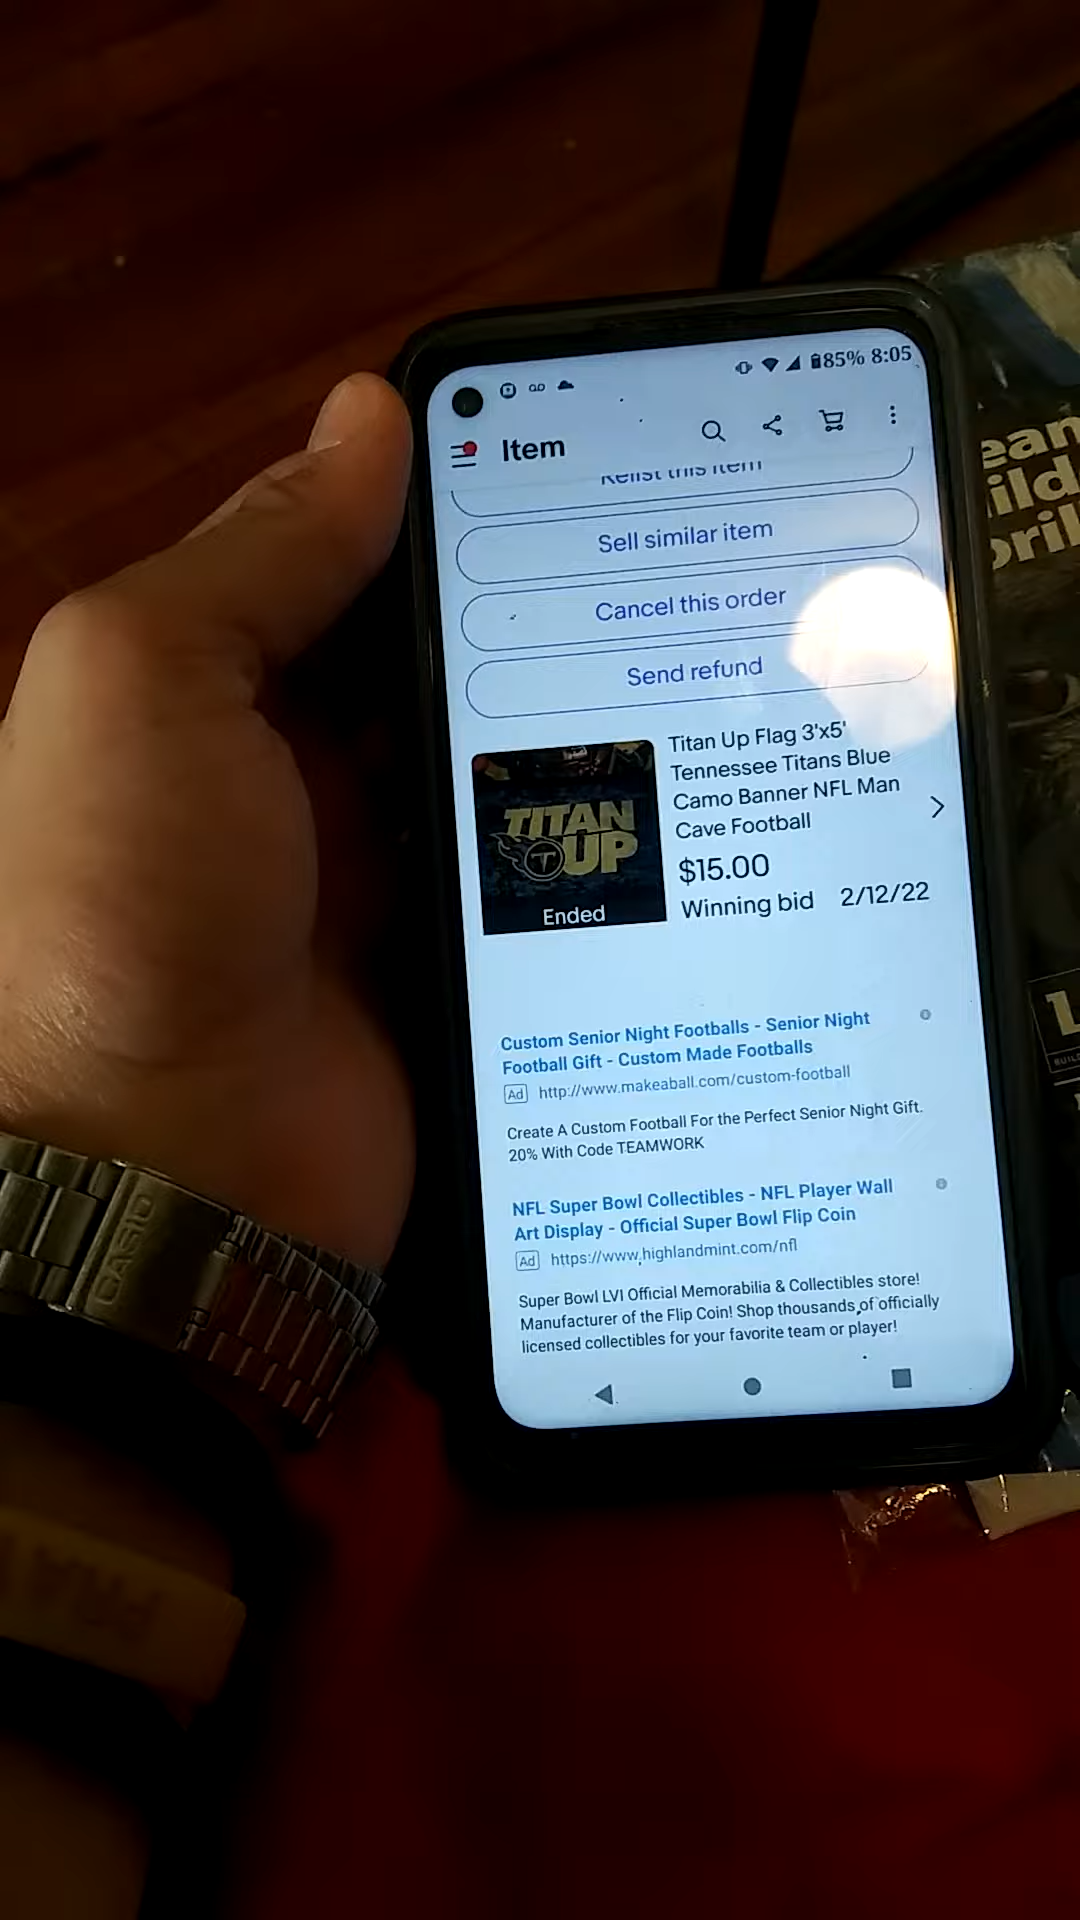 85% 8:05
Item
Relist this item
Sell similar item
Cancel this order
Send refund
TITAN
UP
Ended
Titan Up Flag 3'x5'
Tennessee Titans Blue
Camo Banner NFL Man
Cave Football
$15.00
Winning bid 2/12/22
Custom Senior Night Footballs - Senior Night
Football Gift - Custom Made Footballs
Ad http://www.makeaball.com/custom-football
Create A Custom Football For the Perfect Senior Night Gift.
20% With Code TEAMWORK
NFL Super Bowl Collectibles - NFL Player Wall
Art Display - Official Super Bowl Flip Coin
Ad https://www.highlandmint.com/nfl
Super Bowl LVI Official Memorabilia & Collectibles store!
Manufacturer of the Flip Coin! Shop thousands of officially
licensed collectibles for your favorite team or player!
CASIO